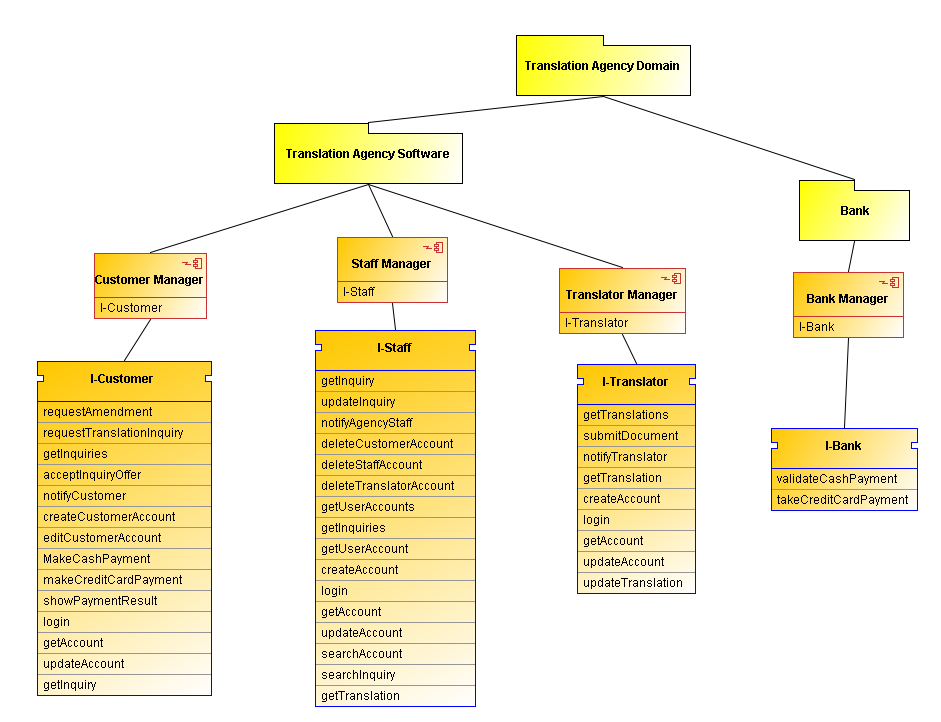 Translation Agency Domain
Translation Agency Software
Bank
Customer Manager
I-Customer
Staff Manager
I-Staff
Translator Manager
I-Translator
Bank Manager
I-Bank
I-Customer
requestAmendment
requestTranslationInquiry
getInquiries
acceptInquiryOffer
notifyCustomer
createCustomerAccount
editCustomerAccount
MakeCashPayment
makeCreditCardPayment
showPaymentResult
login
getAccount
updateAccount
getInquiry
I-Staff
getInquiry
updateInquiry
notifyAgencyStaff
deleteCustomerAccount
deleteStaffAccount
deleteTranslatorAccount
getUserAccounts
getInquiries
getUserAccount
createAccount
login
getAccount
updateAccount
searchAccount
searchInquiry
getTranslation
I-Translator
getTranslations
submitDocument
notifyTranslator
getTranslation
createAccount
login
getAccount
updateAccount
updateTranslation
I-Bank
validateCashPayment
takeCreditCardPayment